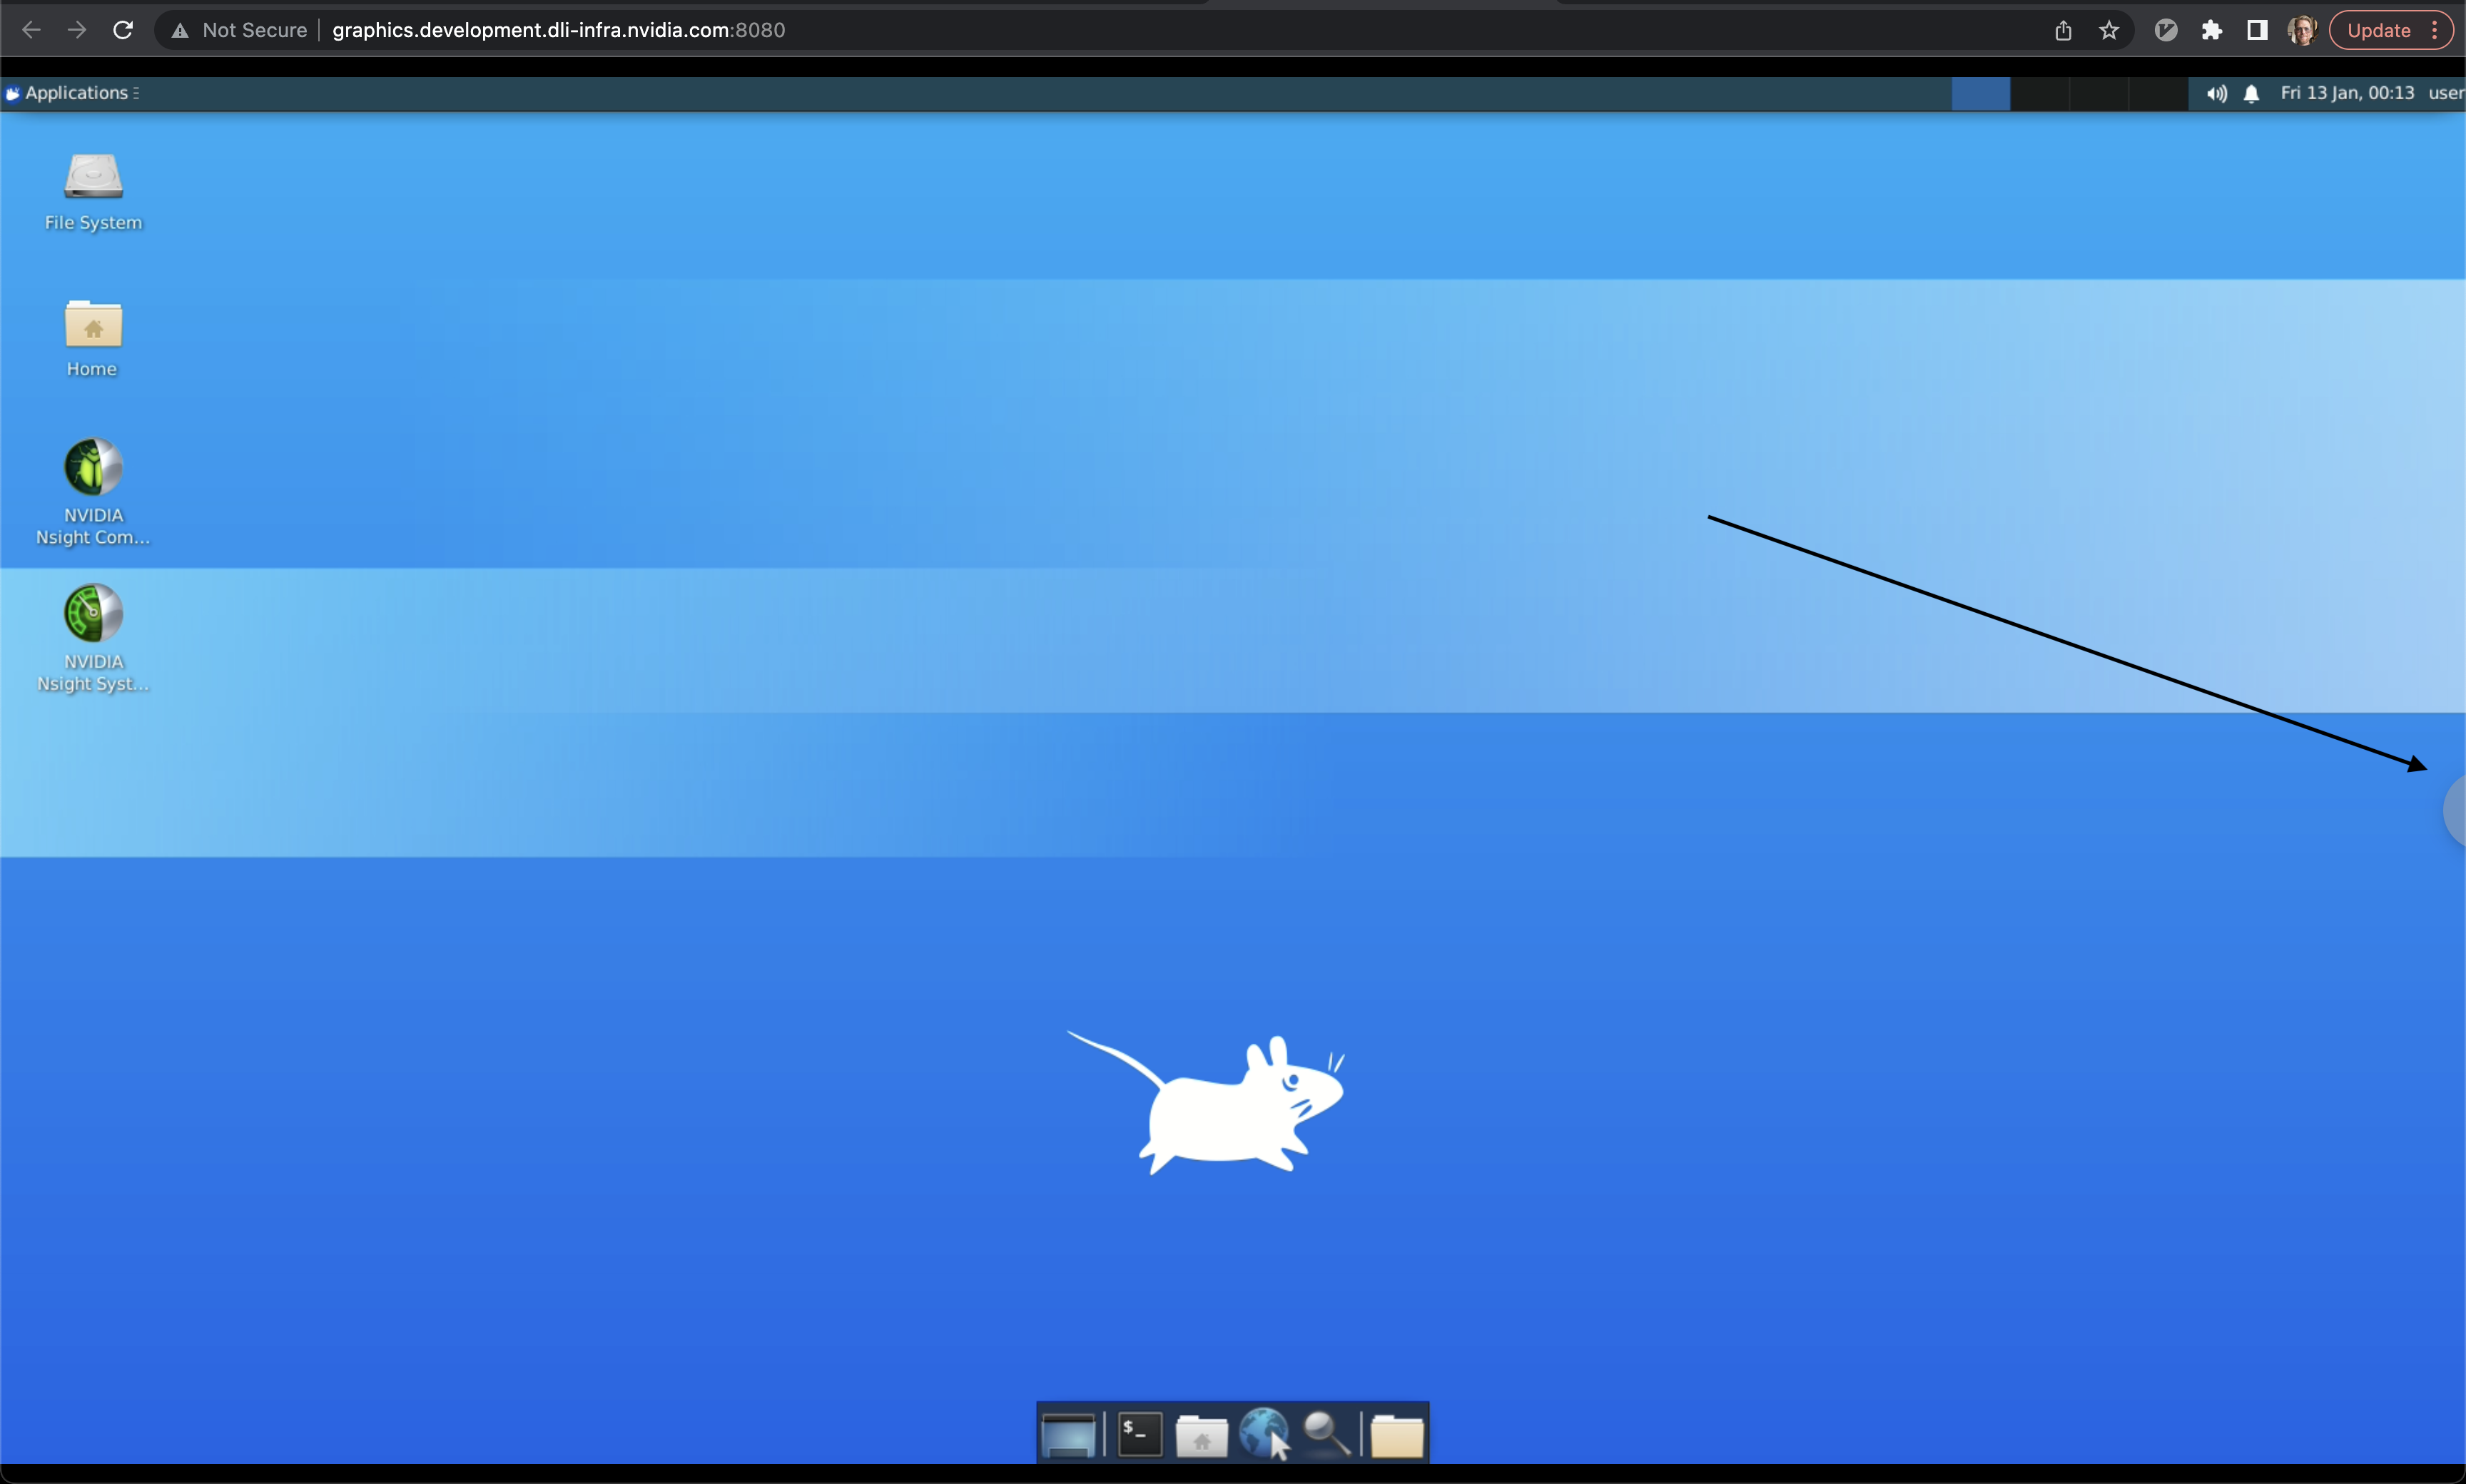 Not Secure graphics.development.dli-infra.nvidia.com:8080 Update
Applications Fri 13 Jan, 00:13 user
File System
Home
NVIDIA
Nsight Com...
NVIDIA
Nsight Syst...
$_